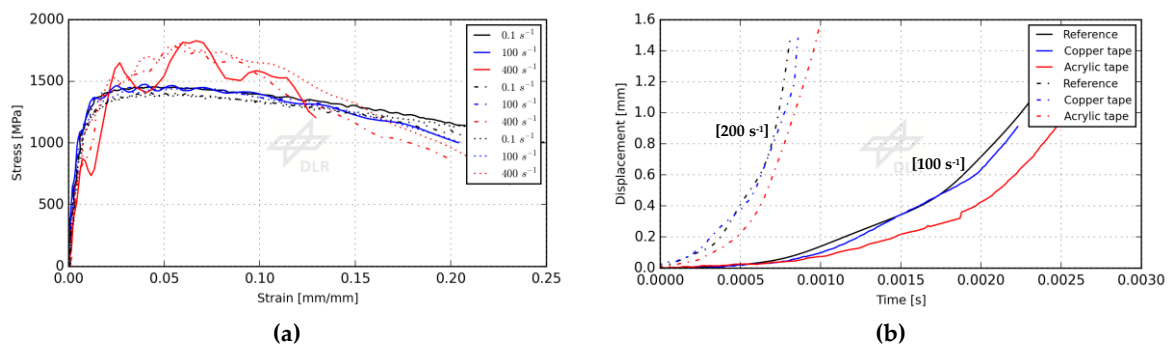 2000
1500
1000
500
0
Stress [MPa]
0.00 0.05 0.10 0.15 0.20 0.25
Strain [mm/mm]
0.1 s⁻¹
100 s⁻¹
400 s⁻¹
0.1 s⁻¹
100 s⁻¹
400 s⁻¹
0.1 s⁻¹
100 s⁻¹
400 s⁻¹
DLR
(a)
1.6
1.4
1.2
1.0
0.8
0.6
0.4
0.2
0.0
Displacement [mm]
0.0000 0.0005 0.0010 0.0015 0.0020 0.0025 0.0030
Time [s]
Reference
Copper tape
Acrylic tape
Reference
Copper tape
Acrylic tape
[200 s⁻¹]
[100 s⁻¹]
DLR
(b)